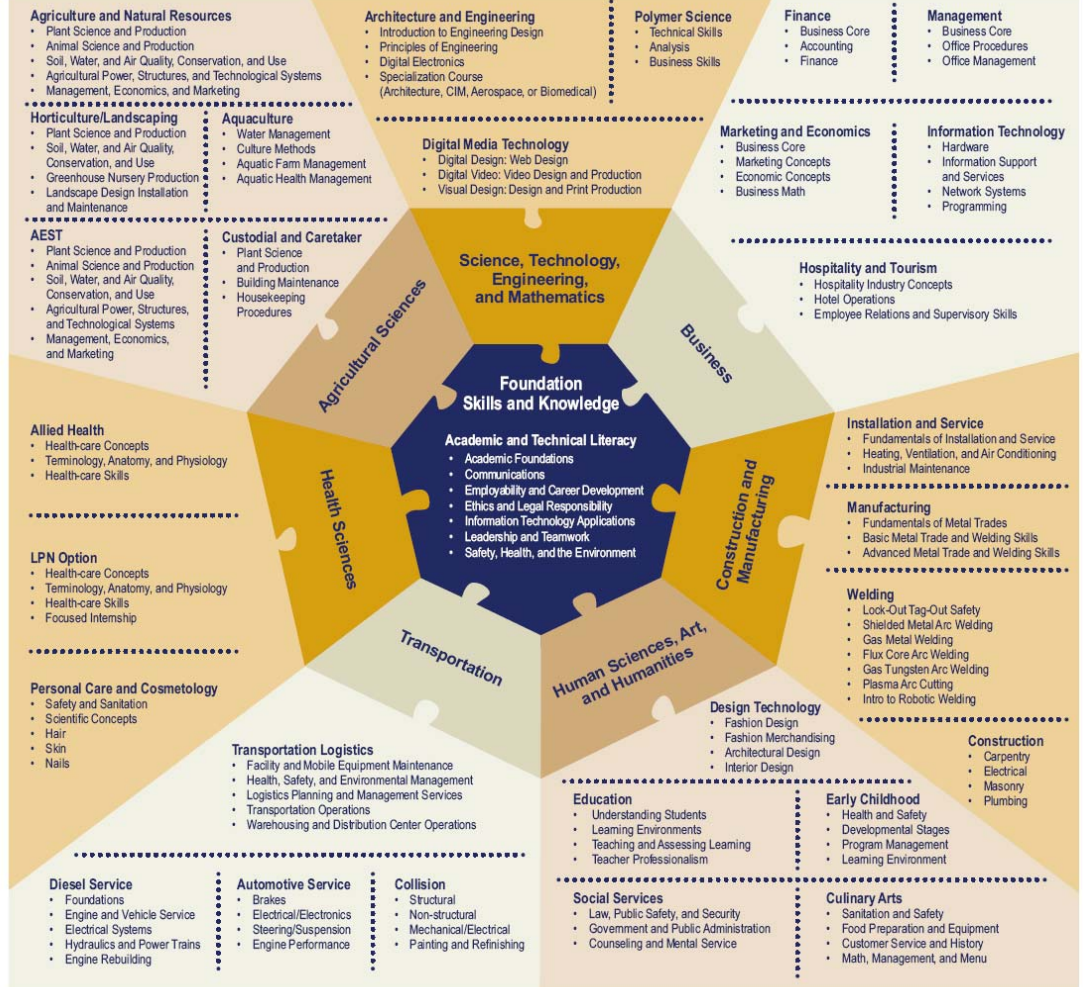 Agriculture and Natural Resources
• Plant Science and Production
• Animal Science and Production
• Soil, Water, and Air Quality, Conservation, and Use
• Agricultural Power, Structures, and Technological Systems
• Management, Economics, and Marketing
Horticulture/Landscaping
• Plant Science and Production
• Soil, Water, and Air Quality,
Conservation, and Use
• Greenhouse Nursery Production
• Landscape Design Installation
and Maintenance
Aquaculture
• Water Management
• Culture Methods
• Aquatic Farm Management
• Aquatic Health Management
AEST
• Plant Science and Production
• Animal Science and Production
• Soil, Water, and Air Quality,
Conservation, and Use
• Agricultural Power, Structures,
and Technological Systems
• Management, Economics,
and Marketing
Custodial and Caretaker
• Plant Science
and Production
• Building Maintenance
• Housekeeping
Procedures
Agricultural Sciences
Architecture and Engineering
• Introduction to Engineering Design
• Principles of Engineering
• Digital Electronics
• Specialization Course
(Architecture, CIM, Aerospace, or Biomedical)
Polymer Science
• Technical Skills
• Analysis
• Business Skills
Digital Media Technology
• Digital Design: Web Design
• Digital Video: Video Design and Production
• Visual Design: Design and Print Production
Science, Technology,
Engineering,
and Mathematics
Finance
• Business Core
• Accounting
• Finance
Management
• Business Core
• Office Procedures
• Office Management
Marketing and Economics
• Business Core
• Marketing Concepts
• Economic Concepts
• Business Math
Information Technology
• Hardware
• Information Support
and Services
• Network Systems
• Programming
Hospitality and Tourism
• Hospitality Industry Concepts
• Hotel Operations
• Employee Relations and Supervisory Skills
Business
Foundation
Skills and Knowledge
Academic and Technical Literacy
• Academic Foundations
• Communications
• Employability and Career Development
• Ethics and Legal Responsibility
• Information Technology Applications
• Leadership and Teamwork
• Safety, Health, and the Environment
Allied Health
• Health-care Concepts
• Terminology, Anatomy, and Physiology
• Health-care Skills
LPN Option
• Health-care Concepts
• Terminology, Anatomy, and Physiology
• Health-care Skills
• Focused Internship
Personal Care and Cosmetology
• Safety and Sanitation
• Scientific Concepts
• Hair
• Skin
• Nails
Health Sciences
Construction and
Manufacturing
Installation and Service
• Fundamentals of Installation and Service
• Heating, Ventilation, and Air Conditioning
• Industrial Maintenance
Manufacturing
• Fundamentals of Metal Trades
• Basic Metal Trade and Welding Skills
• Advanced Metal Trade and Welding Skills
Welding
• Lock-Out Tag-Out Safety
• Shielded Metal Arc Welding
• Gas Metal Welding
• Flux Core Arc Welding
• Gas Tungsten Arc Welding
• Plasma Arc Cutting
• Intro to Robotic Welding
Construction
• Carpentry
• Electrical
• Masonry
• Plumbing
Transportation
Transportation Logistics
• Facility and Mobile Equipment Maintenance
• Health, Safety, and Environmental Management
• Logistics Planning and Management Services
• Transportation Operations
• Warehousing and Distribution Center Operations
Diesel Service
• Foundations
• Engine and Vehicle Service
• Electrical Systems
• Hydraulics and Power Trains
• Engine Rebuilding
Automotive Service
• Brakes
• Electrical/Electronics
• Steering/Suspension
• Engine Performance
Collision
• Structural
• Non-structural
• Mechanical/Electrical
• Painting and Refinishing
Human Sciences, Art,
and Humanities
Design Technology
• Fashion Design
• Fashion Merchandising
• Architectural Design
• Interior Design
Education
• Understanding Students
• Learning Environments
• Teaching and Assessing Learning
• Teacher Professionalism
Early Childhood
• Health and Safety
• Developmental Stages
• Program Management
• Learning Environment
Social Services
• Law, Public Safety, and Security
• Government and Public Administration
• Counseling and Mental Service
Culinary Arts
• Sanitation and Safety
• Food Preparation and Equipment
• Customer Service and History
• Math, Management, and Menu